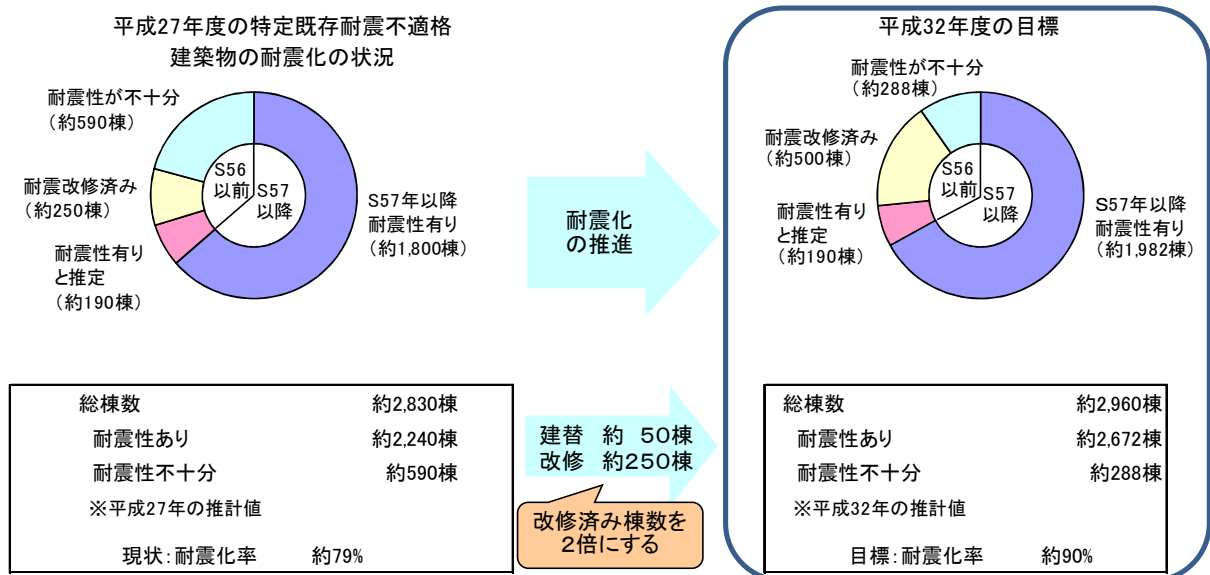 平成27年度の特定既存耐震不適格
建築物の耐震化の状況
耐震性が不十分
（約590棟）
耐震改修済み
（約250棟）
耐震性有り
と推定
（約190棟）
S56
以前
S57
以降
S57年以降
耐震性有り
（約1,800棟）
耐震化
の推進
平成32年度の目標
耐震性が不十分
（約288棟）
耐震改修済み
（約500棟）
耐震性有り
と推定
（約190棟）
S56
以前
S57
以降
S57年以降
耐震性有り
（約1,982棟）
総棟数 約2,830棟
耐震性あり 約2,240棟
耐震性不十分 約590棟
※平成27年の推計値
現状：耐震化率 約79%
建替 約 50棟
改修 約250棟
改修済み棟数を
2倍にする
総棟数 約2,960棟
耐震性あり 約2,672棟
耐震性不十分 約288棟
※平成32年の推計値
目標：耐震化率 約90%